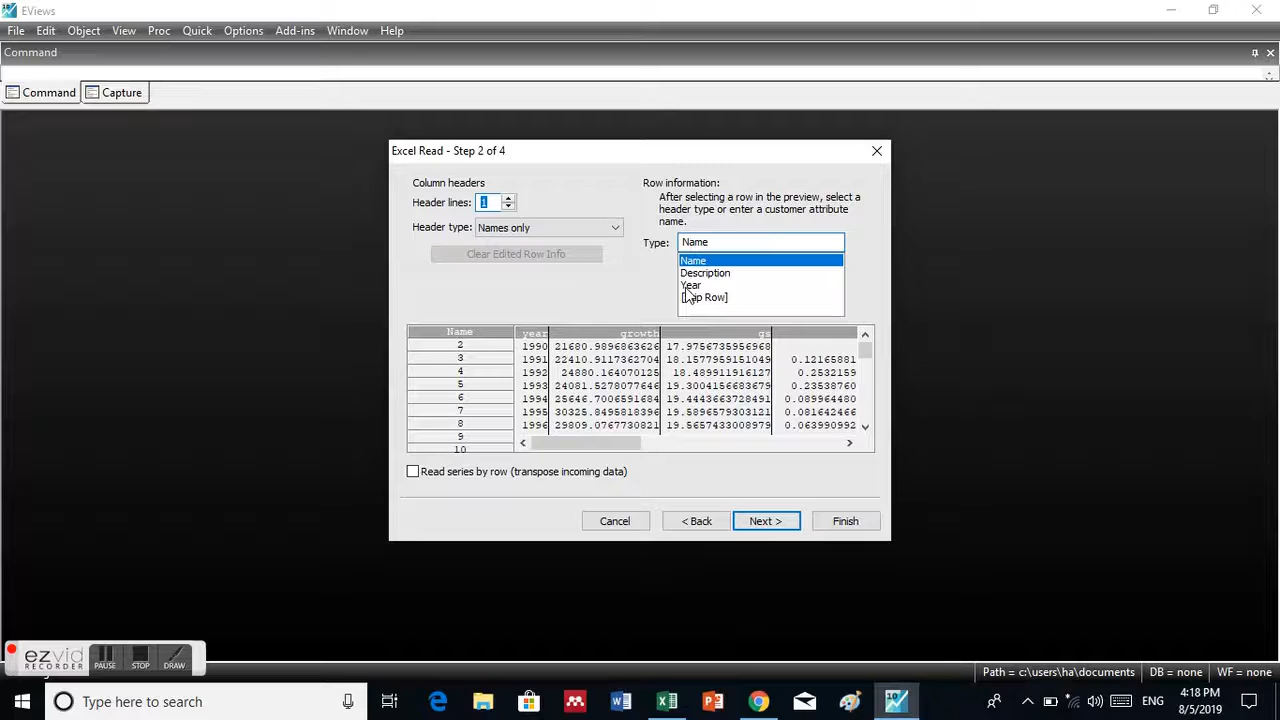 EViews
File Edit Object View Proc Quick Options Add-ins Window Help
Command
Command Capture
Excel Read - Step 2 of 4
Column headers
Header lines: 1
Header type: Names only
Clear Edited Row Info
Row information:
After selecting a row in the preview, select a
header type or enter a customer attribute
name.
Type: Name
Name
Description
Year
Row]
Name year growth gs
2 1990 21680.9896863626 17.9756735956968
3 1991 22410.9117362704 18.1577959151049 0.12165881
4 1992 24880.164070125 18.489911916127 0.2532159
5 1993 24081.5278077646 19.3004156683679 0.23538760
6 1994 25646.7006591684 19.4443663728491 0.089964480
7 1995 30325.8495818396 19.5896579303121 0.081642466
8 1996 29809.0767730821 19.5657433008979 0.063990992
9
10
Read series by row (transpose incoming data)
Cancel < Back Next > Finish
ezvid
RECORDER
PAUSE STOP DRAW
Path = c:\users\ha\documents DB = none WF = none
Type here to search
ENG
4:18 PM
8/5/2019